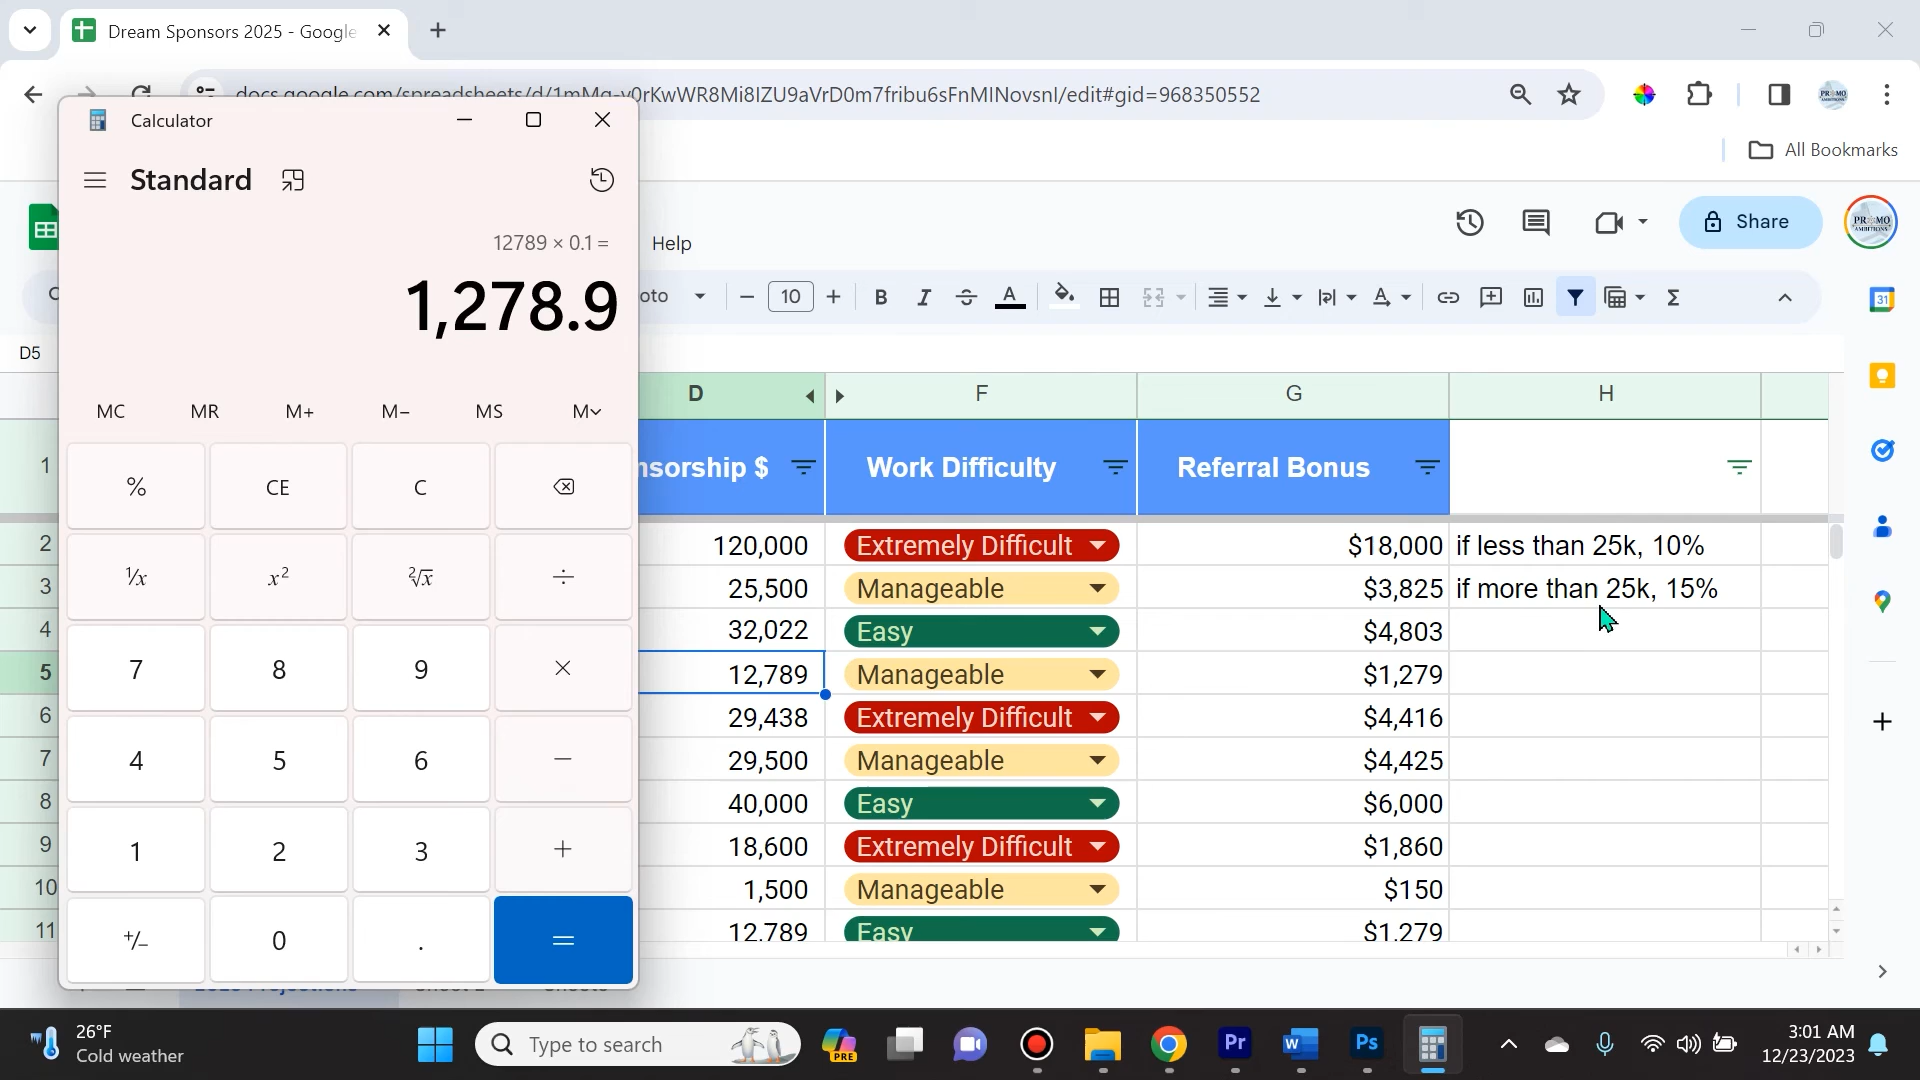 Dream Sponsors 2025 - Google
docs.google.com/spreadsheets/d/1mMq-y0rKwWR8Mi8IZU9aVrD0m7fribu6sFnMINovsnI/edit#gid=968350552
All Bookmarks
Calculator
Standard
12789 × 0.1 =
1,278.9
MC MR M+ M− MS M
% CE C
¹/x x² ²√x ÷
7 8 9 ×
4 5 6 −
1 2 3 +
+/− 0 . =
Help
Share
PROMO
AMBITIONS
10 B I A
31
D5
D F G H
1 nsorship $ Work Difficulty Referral Bonus
2 120,000 Extremely Difficult $18,000 if less than 25k, 10%
3 25,500 Manageable $3,825 if more than 25k, 15%
4 32,022 Easy $4,803
5 12,789 Manageable $1,279
6 29,438 Extremely Difficult $4,416
7 29,500 Manageable $4,425
8 40,000 Easy $6,000
9 18,600 Extremely Difficult $1,860
10 1,500 Manageable $150
11 12,789 Easy $1,279
26°F
Cold weather
Type to search
PRE
Pr
W
Ps
3:01 AM
12/23/2023